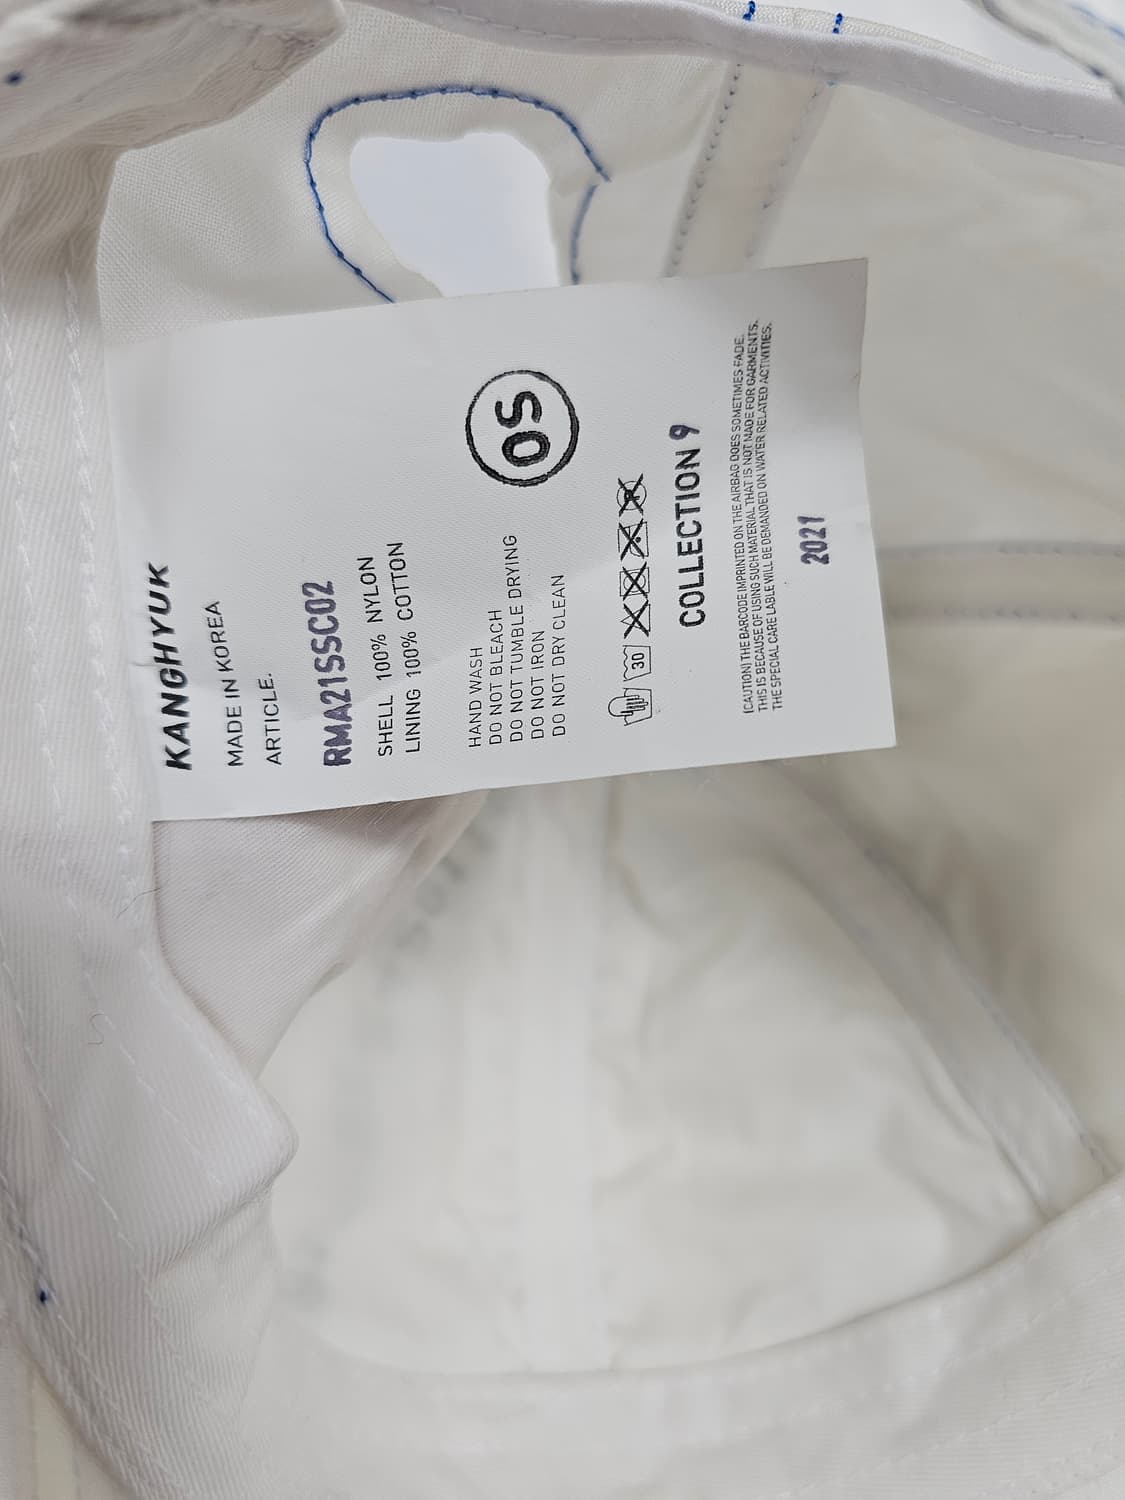 KANGHYUK
MADE IN KOREA
ARTICLE.
RMA21SSC02
SHELL 100% NYLON
LINING 100% COTTON
HAND WASH
DO NOT BLEACH
DO NOT TUMBLE DRYING
DO NOT IRON
DO NOT DRY CLEAN
OS
30
COLLECTION 9
(CAUTION) THE BARCODE IMPRINTED ON THE AIRBAG DOES SOMETIMES FADE.
THIS IS BECAUSE OF USING SUCH MATERIAL THAT IS NOT MADE FOR GARMENTS.
THE SPECIAL CARE LABLE WILL BE DEMANDED ON WATER RELATED ACTIVITIES.
2021